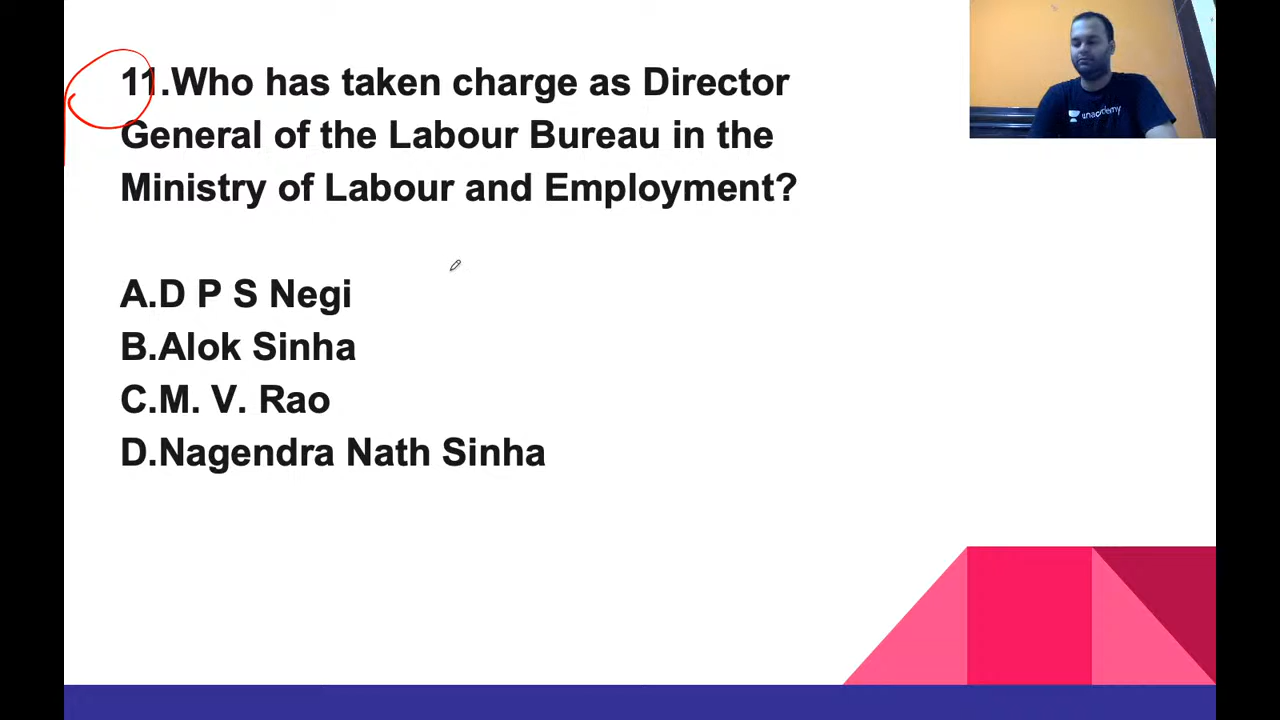 11.Who has taken charge as Director
General of the Labour Bureau in the
Ministry of Labour and Employment?
A.D P S Negi
B.Alok Sinha
C.M. V. Rao
D.Nagendra Nath Sinha
unacademy